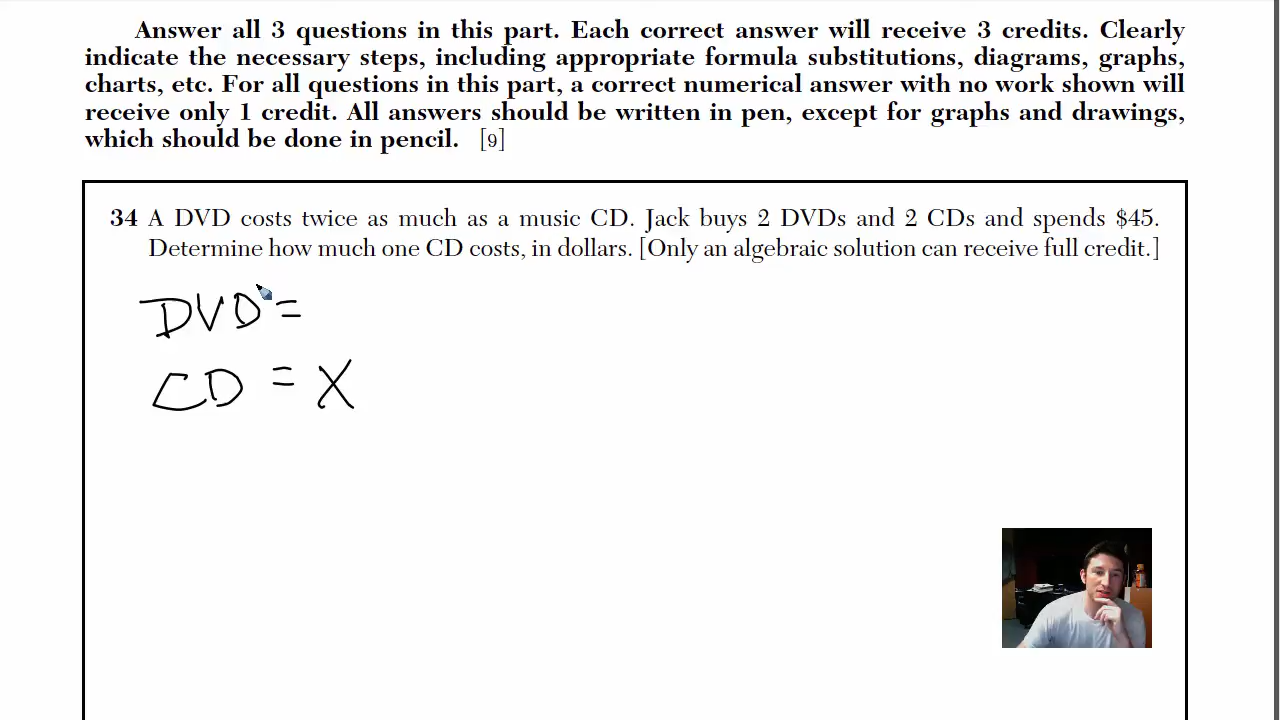 Answer all 3 questions in this part. Each correct answer will receive 3 credits. Clearly
indicate the necessary steps, including appropriate formula substitutions, diagrams, graphs,
charts, etc. For all questions in this part, a correct numerical answer with no work shown will
receive only 1 credit. All answers should be written in pen, except for graphs and drawings,
which should be done in pencil. [9]
34 A DVD costs twice as much as a music CD. Jack buys 2 DVDs and 2 CDs and spends $45.
Determine how much one CD costs, in dollars. [Only an algebraic solution can receive full credit.]
DVD =
CD = X